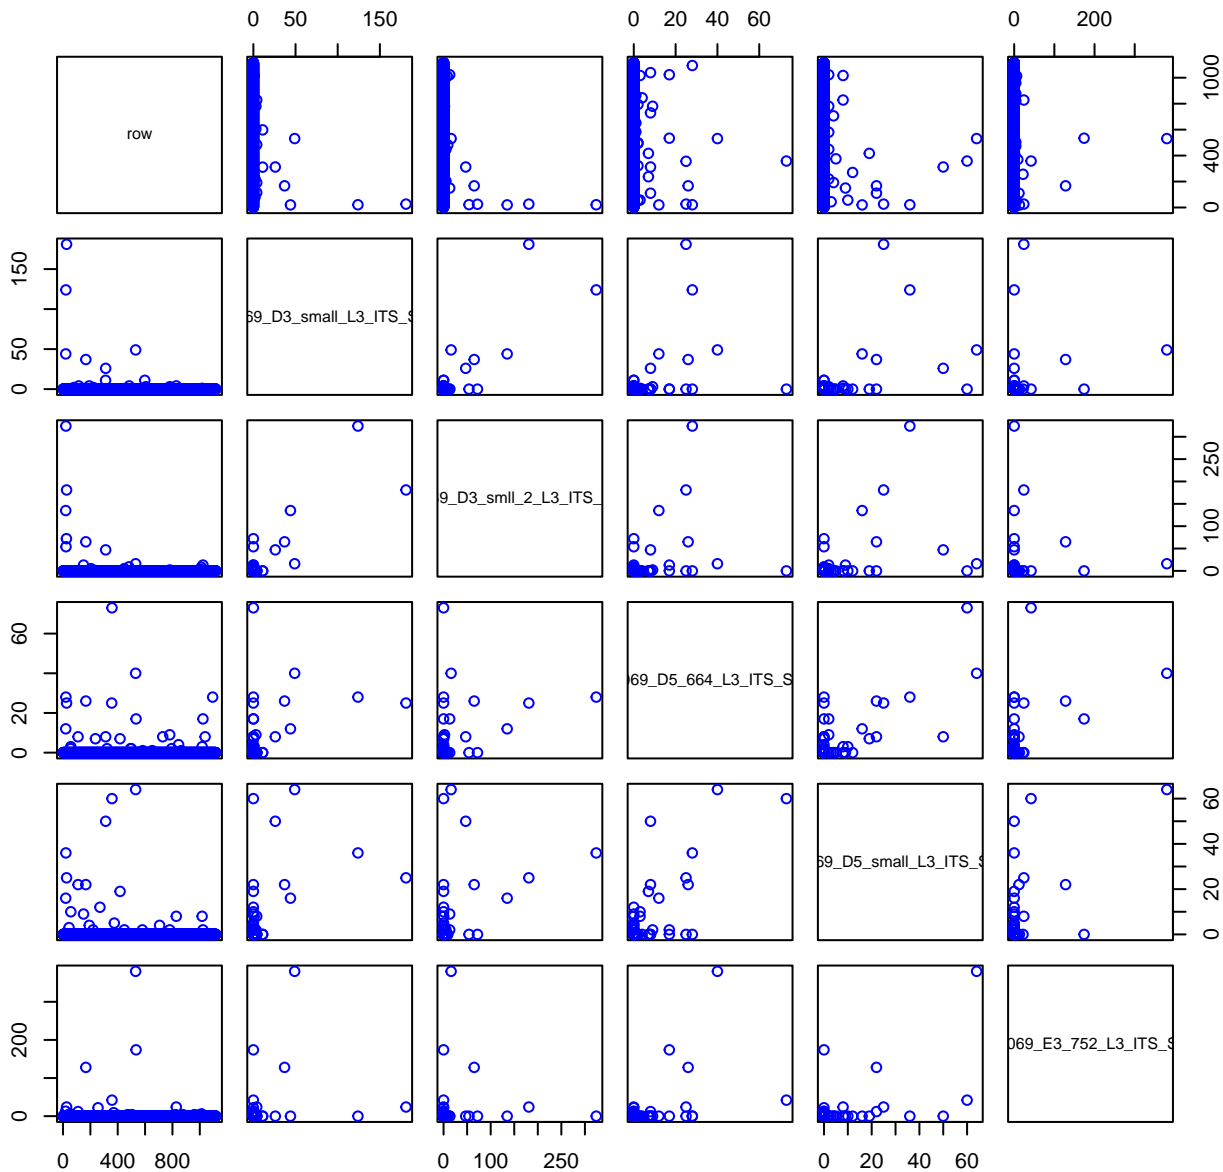 0 50 150
0 20 40 60
0 200
row
0 400 1000
0 50 150
69_D3_small_L3_ITS_S
9_D3_smll_2_L3_ITS_
0 100 250
0 20 60
069_D5_664_L3_ITS_S
69_D5_small_L3_ITS_S
0 20 40 60
0 200
069_E3_752_L3_ITS_S
0 400 800
0 100 250
0 20 40 60